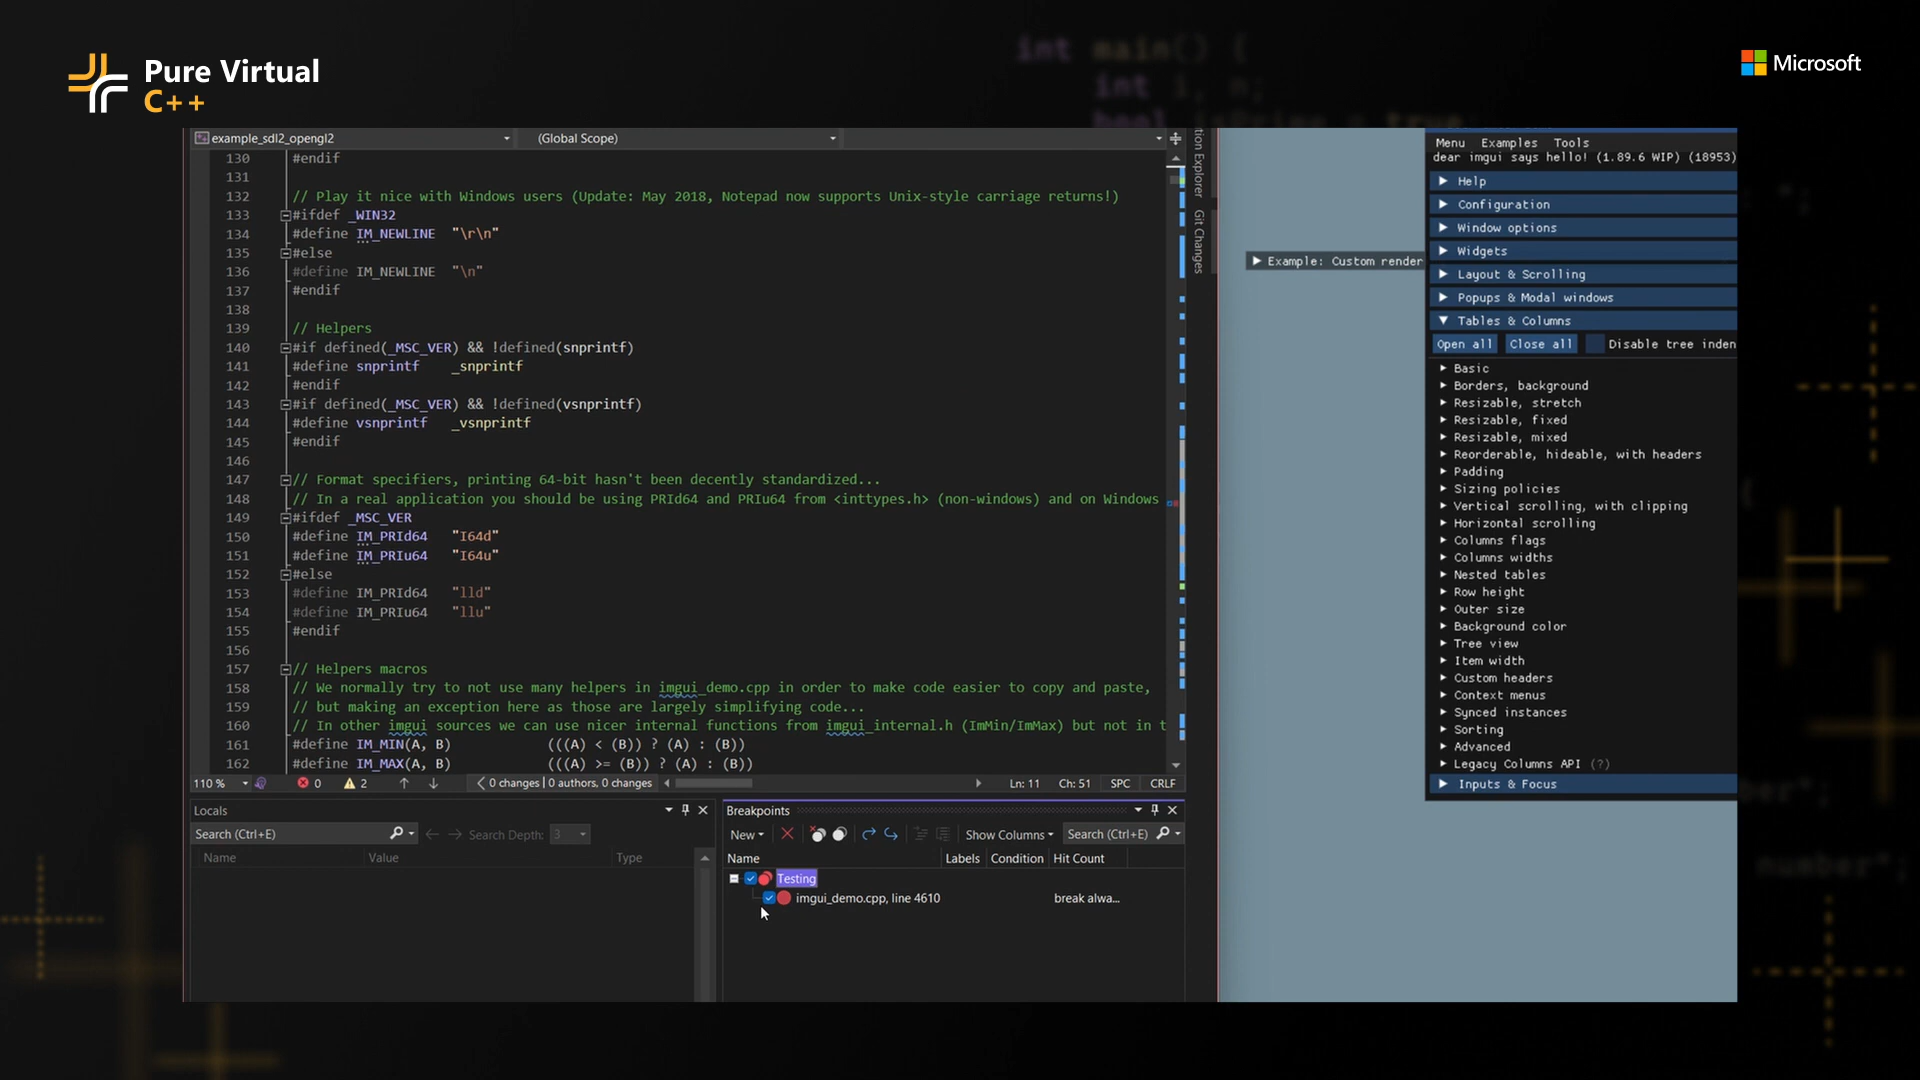 Pure Virtual
C++
Microsoft
int main() {
int i, n;
example_sdl2_opengl2
(Global Scope)
130 #endif
131
132 // Play it nice with Windows users (Update: May 2018, Notepad now supports Unix-style carriage returns!)
133 #ifdef _WIN32
134 #define IM_NEWLINE "\r\n"
135 #else
136 #define IM_NEWLINE "\n"
137 #endif
138
139 // Helpers
140 #if defined(_MSC_VER) && !defined(snprintf)
141 #define snprintf _snprintf
142 #endif
143 #if defined(_MSC_VER) && !defined(vsnprintf)
144 #define vsnprintf _vsnprintf
145 #endif
146
147 // Format specifiers, printing 64-bit hasn't been decently standardized...
148 // In a real application you should be using PRId64 and PRIu64 from <inttypes.h> (non-windows) and on Windows
149 #ifdef _MSC_VER
150 #define IM_PRId64 "I64d"
151 #define IM_PRIu64 "I64u"
152 #else
153 #define IM_PRId64 "lld"
154 #define IM_PRIu64 "llu"
155 #endif
156
157 // Helpers macros
158 // We normally try to not use many helpers in imgui_demo.cpp in order to make code easier to copy and paste,
159 // but making an exception here as those are largely simplifying code...
160 // In other imgui sources we can use nicer internal functions from imgui_internal.h (ImMin/ImMax) but not in t
161 #define IM_MIN(A, B) (((A) < (B)) ? (A) : (B))
162 #define IM_MAX(A, B) (((A) >= (B)) ? (A) : (B))
110 %
0
2
0 changes | 0 authors, 0 changes
Ln: 11
Ch: 51
SPC
CRLF
tion Explorer
Git Changes
Locals
Search (Ctrl+E)
Search Depth: 3
Name
Value
Type
Breakpoints
New
Show Columns
Search (Ctrl+E)
Name
Labels
Condition
Hit Count
Testing
imgui_demo.cpp, line 4610
break alwa...
Example: Custom render
Menu Examples Tools
dear imgui says hello! (1.89.6 WIP) (18953)
Help
Configuration
Window options
Widgets
Layout & Scrolling
Popups & Modal windows
Tables & Columns
Open all
Close all
Disable tree inden
Basic
Borders, background
Resizable, stretch
Resizable, fixed
Resizable, mixed
Reorderable, hideable, with headers
Padding
Sizing policies
Vertical scrolling, with clipping
Horizontal scrolling
Columns flags
Columns widths
Nested tables
Row height
Outer size
Background color
Tree view
Item width
Custom headers
Context menus
Synced instances
Sorting
Advanced
Legacy Columns API (?)
Inputs & Focus
number";